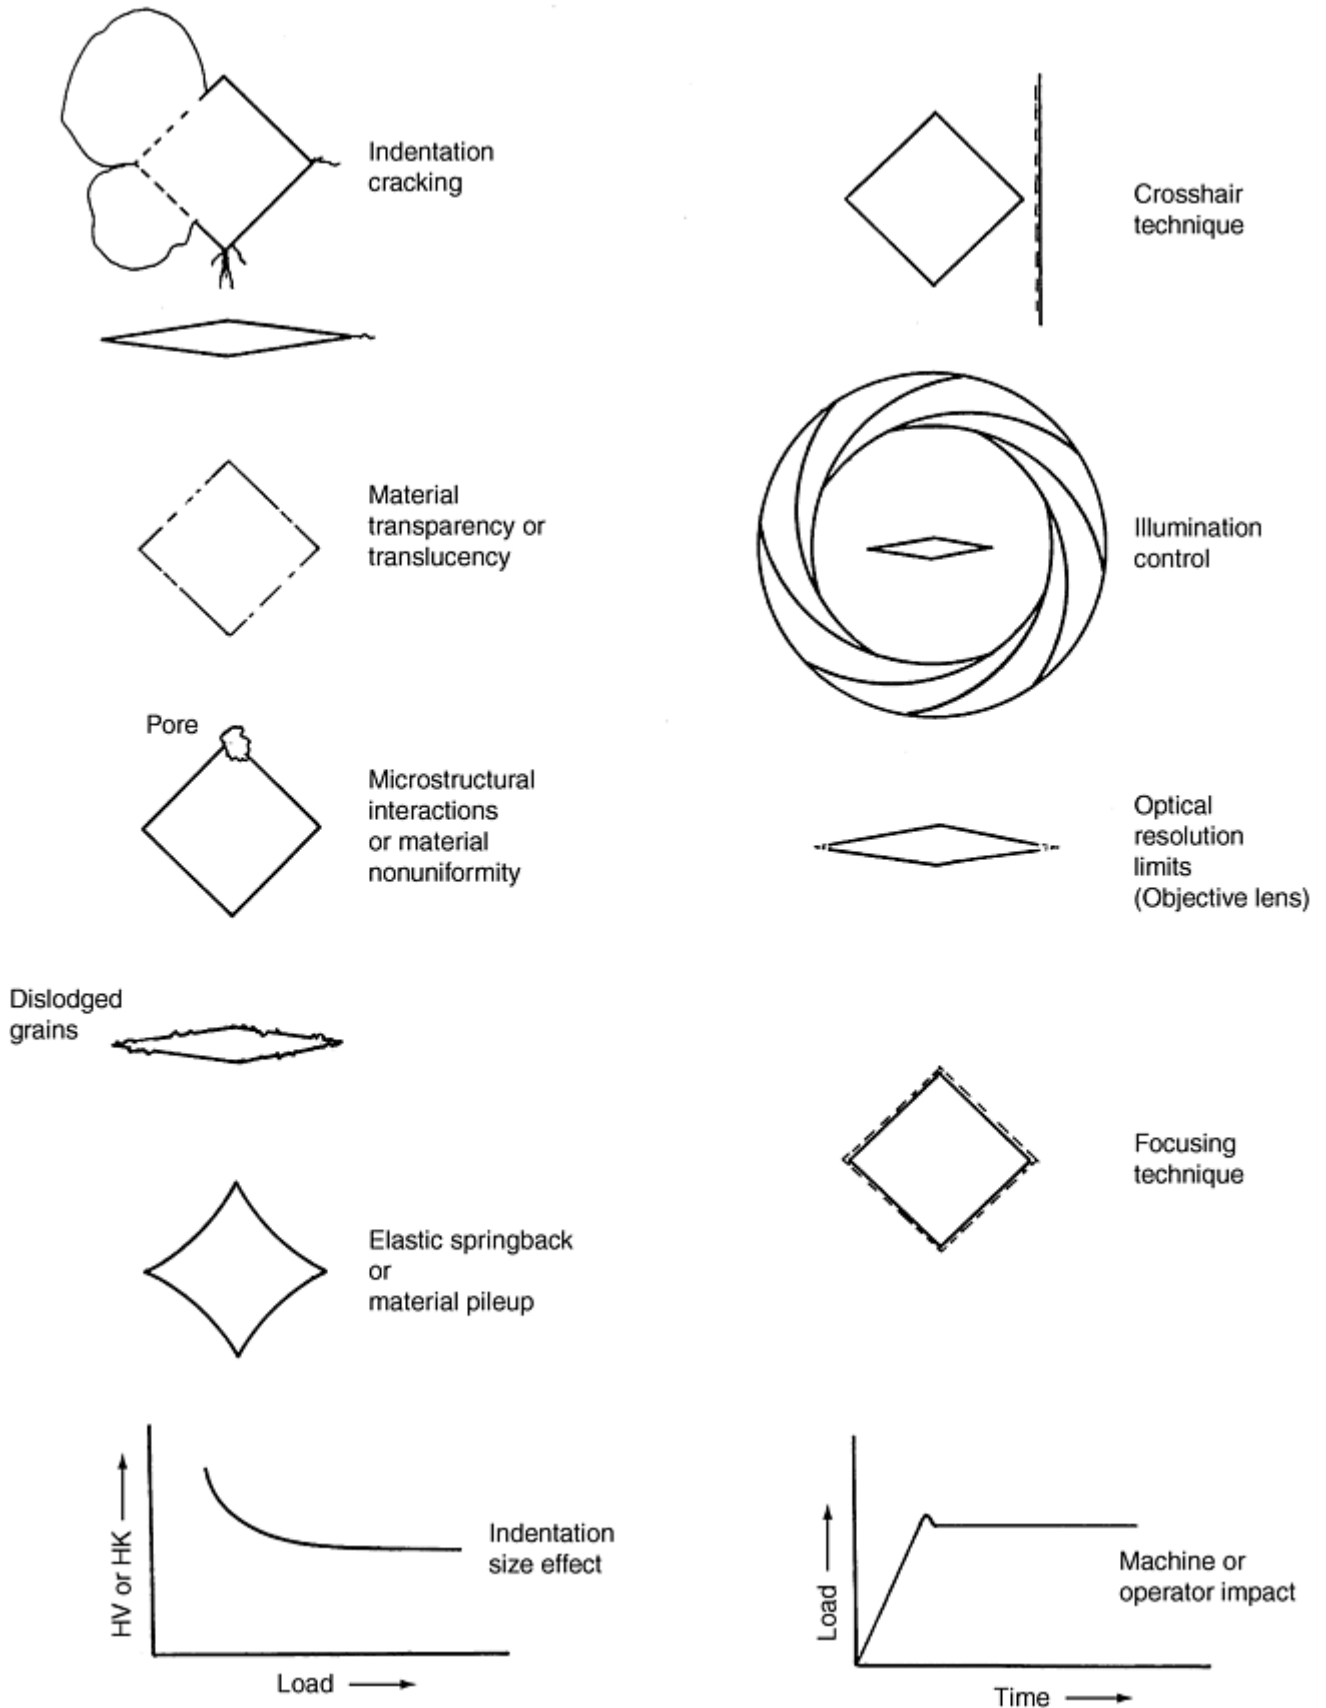 Indentation
cracking
Material
transparency or
translucency
Pore
Microstructural
interactions
or material
nonuniformity
Dislodged
grains
Elastic springback
or
material pileup
HV or HK
Indentation
size effect
Load
Crosshair
technique
Illumination
control
Optical
resolution
limits
(Objective lens)
Focusing
technique
Load
Machine or
operator impact
Time